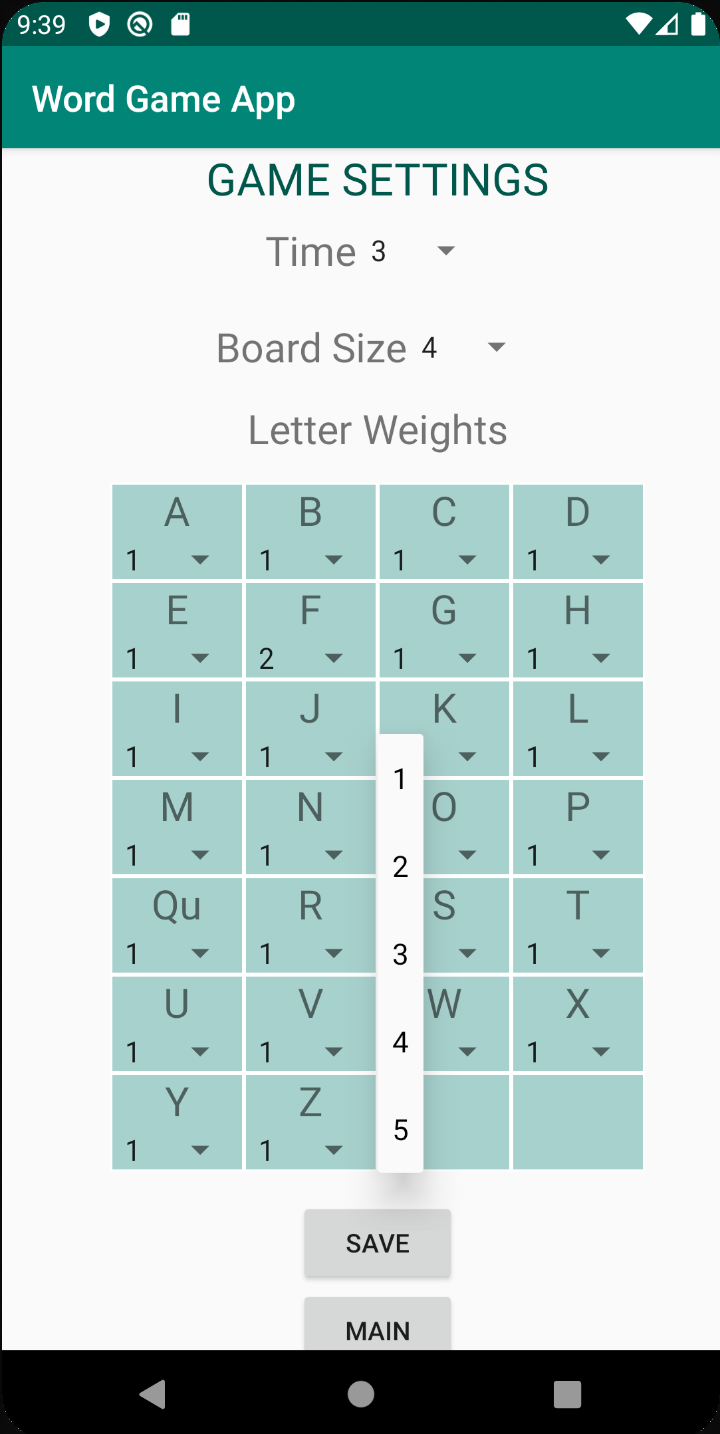 9:39
Word Game App
GAME SETTINGS
Time 3
Board Size 4
Letter Weights
A B C D
1 1 1 1
E F G H
1 2 1 1
I J K L
1 1 1
1
M N O P
1 1 1
2
Qu R S T
1 1 3 1
U V W X
1 1 4 1
Y Z
5
1 1
SAVE
MAIN